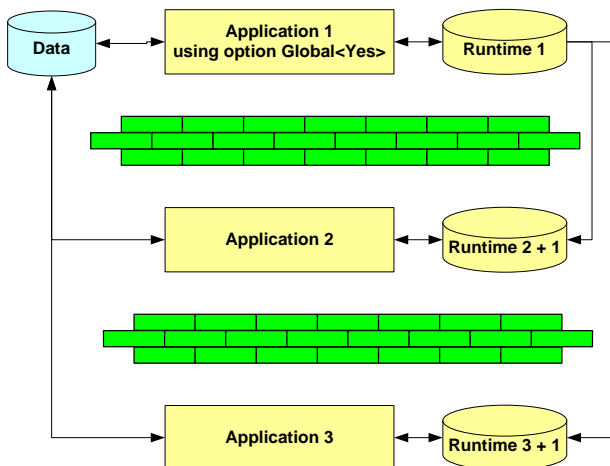 Data
Application 1
using option Global<Yes>
Runtime 1
Application 2
Runtime 2 + 1
Application 3
Runtime 3 + 1